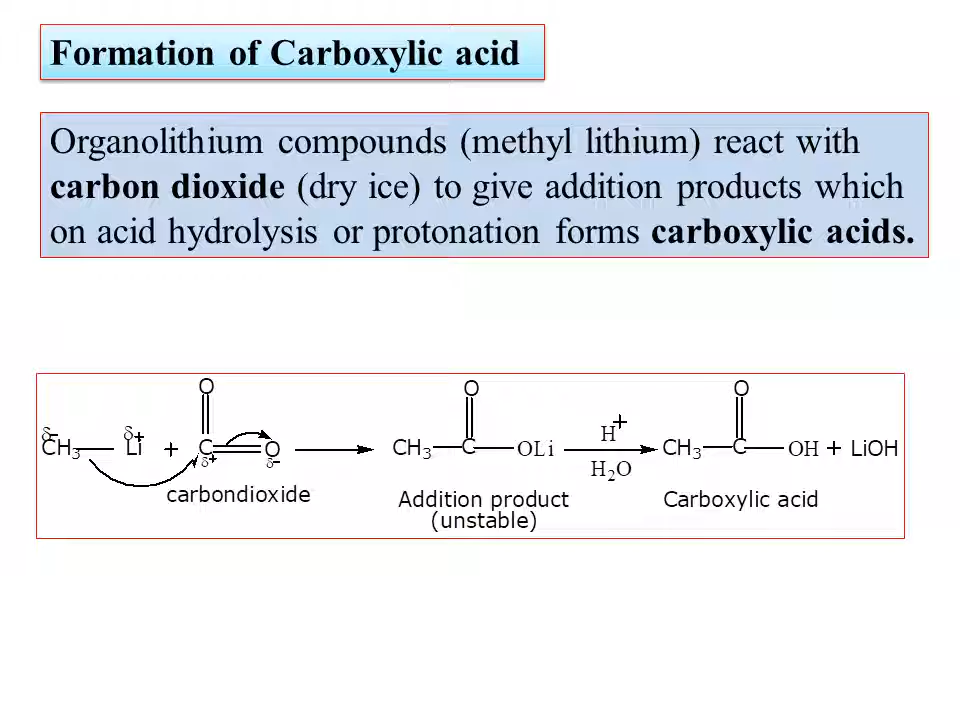 Formation of Carboxylic acid
Organolithium compounds (methyl lithium) react with
carbon dioxide (dry ice) to give addition products which
on acid hydrolysis or protonation forms carboxylic acids.
O O O
δ− δ+ H+
CH3 Li + C O CH3 C OLi CH3 C OH + LiOH
δ+ δ− H2O
carbondioxide Addition product Carboxylic acid
(unstable)